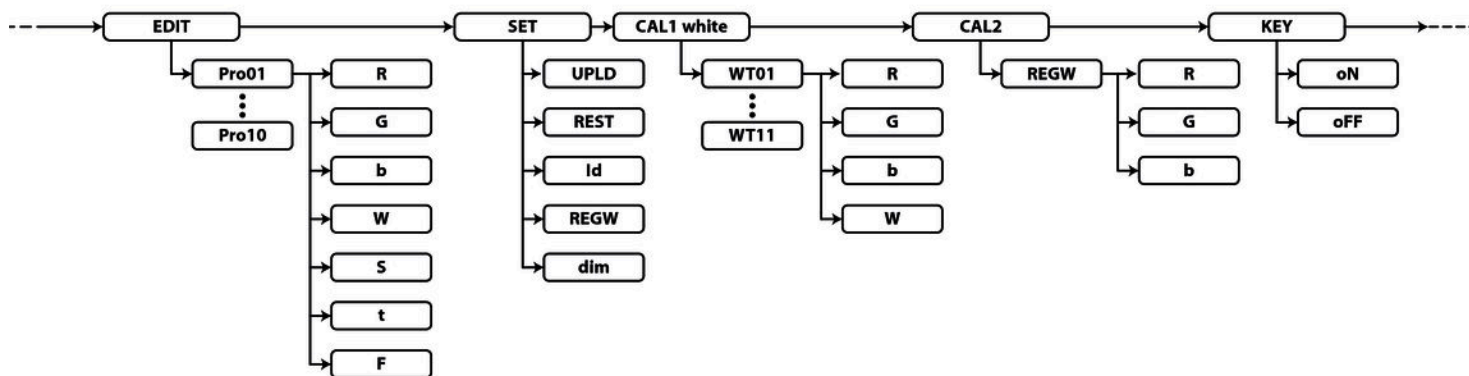 EDIT SET CAL1 white CAL2 KEY
Pro01 R UPLD WT01 R REGW R oN
G REST G G oFF
Pro10 WT11
b Id b b
W REGW W
S dim
t
F